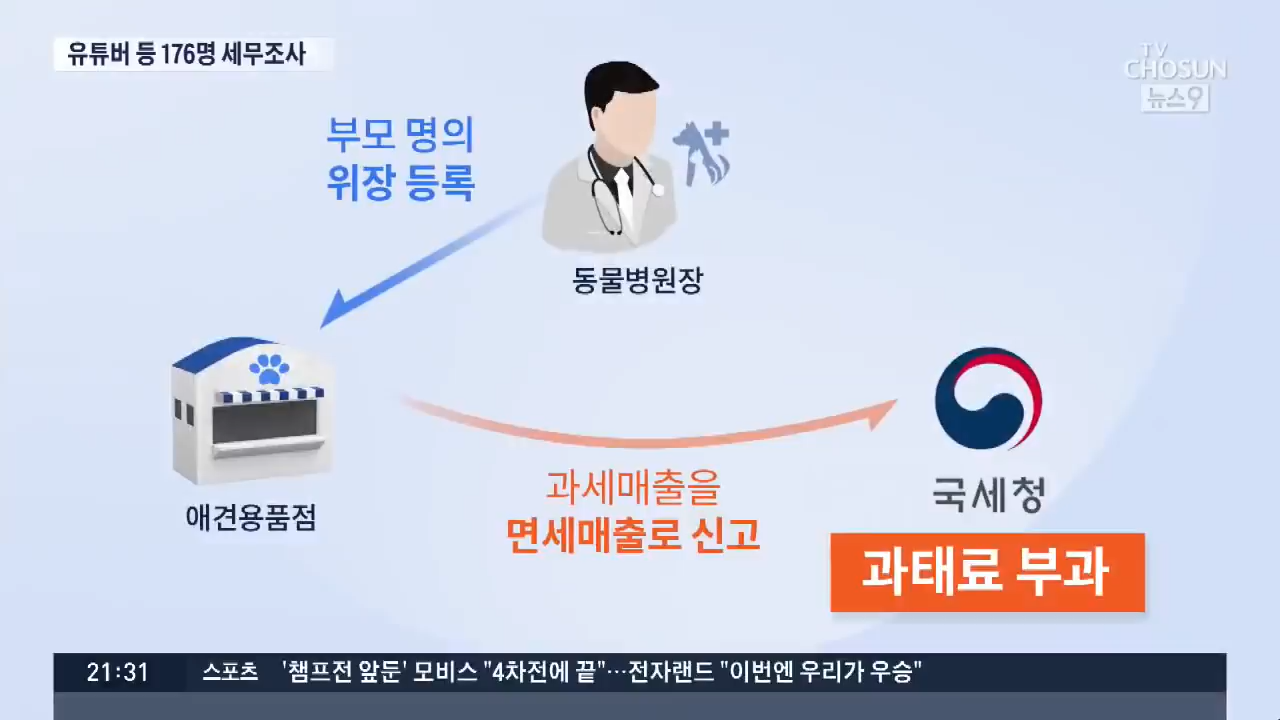 유튜버 등 176명 세무조사
TV
CHOSUN
뉴스9
부모 명의
위장 등록
동물병원장
애견용품점
과세매출을
면세매출로 신고
국세청
과태료 부과
21:31 스포츠 '챔프전 앞둔' 모비스 "4차전에 끝"…전자랜드 "이번엔 우리가 우승"